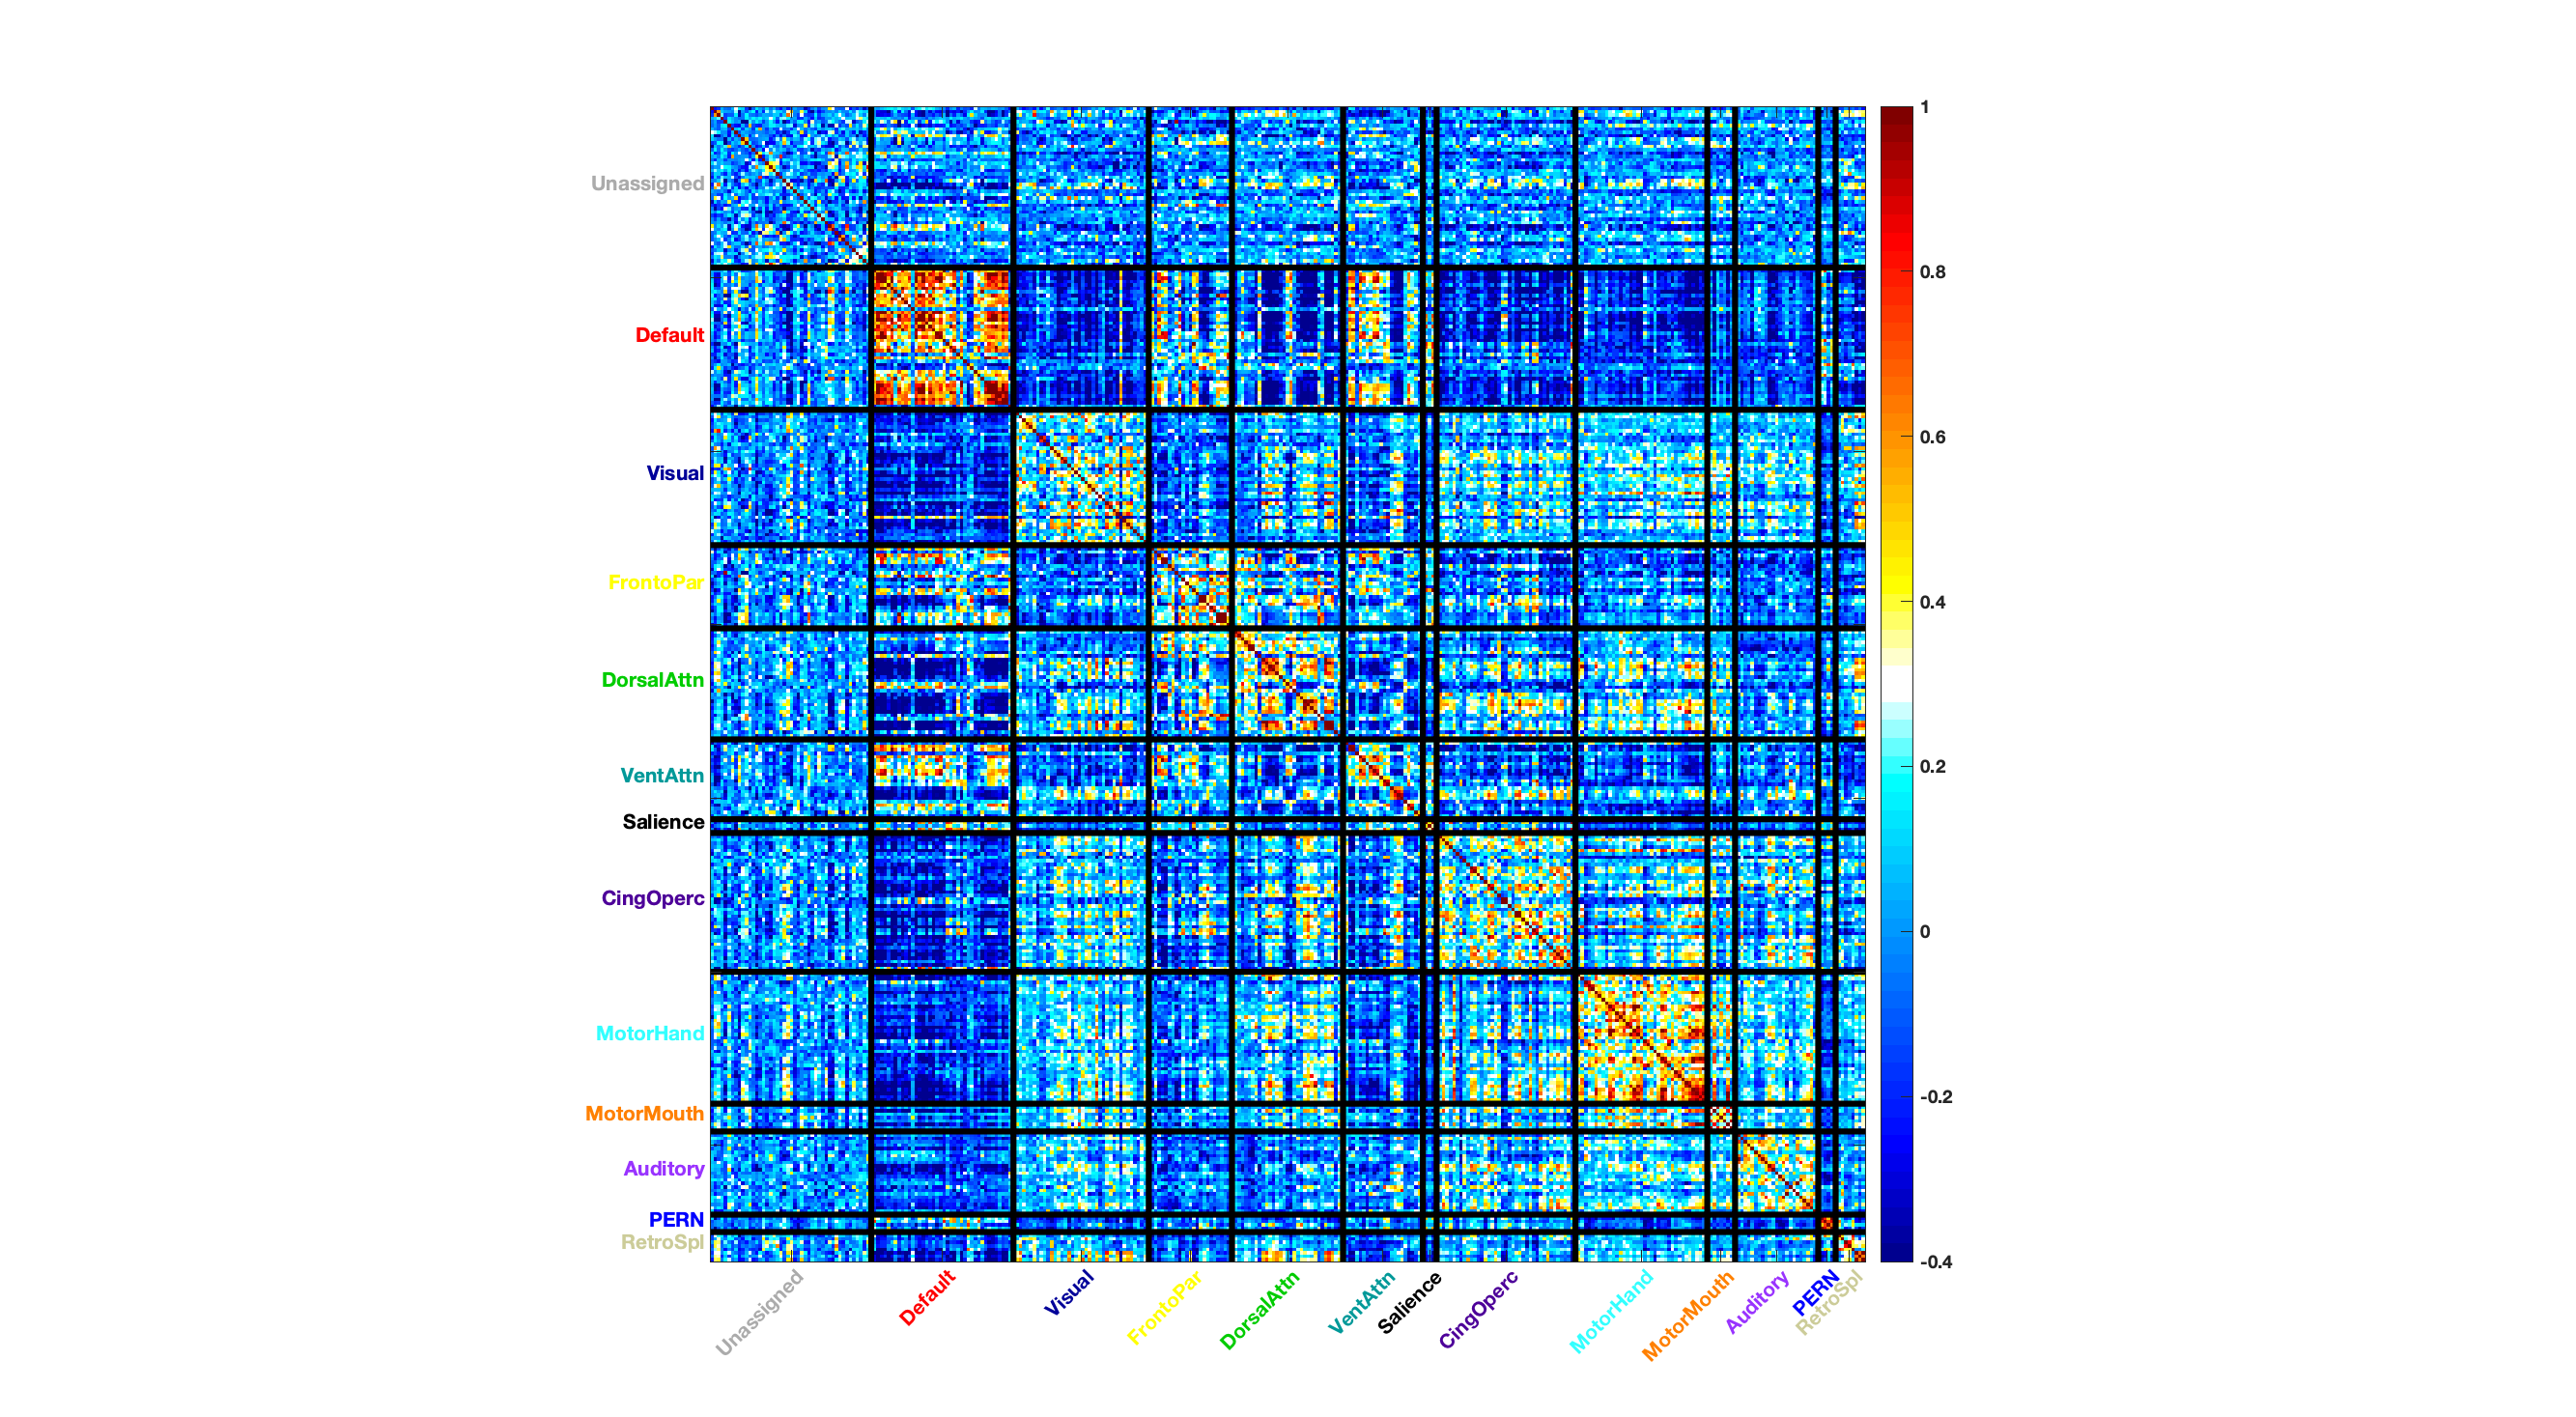 Unassigned
Default
Visual
FrontoPar
DorsalAttn
VentAttn
Salience
CingOperc
MotorHand
MotorMouth
Auditory
PERN
RetroSpl
Unassigned
Default
Visual
FrontoPar
DorsalAttn
VentAttn
Salience
CingOperc
MotorHand
MotorMouth
Auditory
PERN
RetroSpl
1
0.8
0.6
0.4
0.2
0
-0.2
-0.4